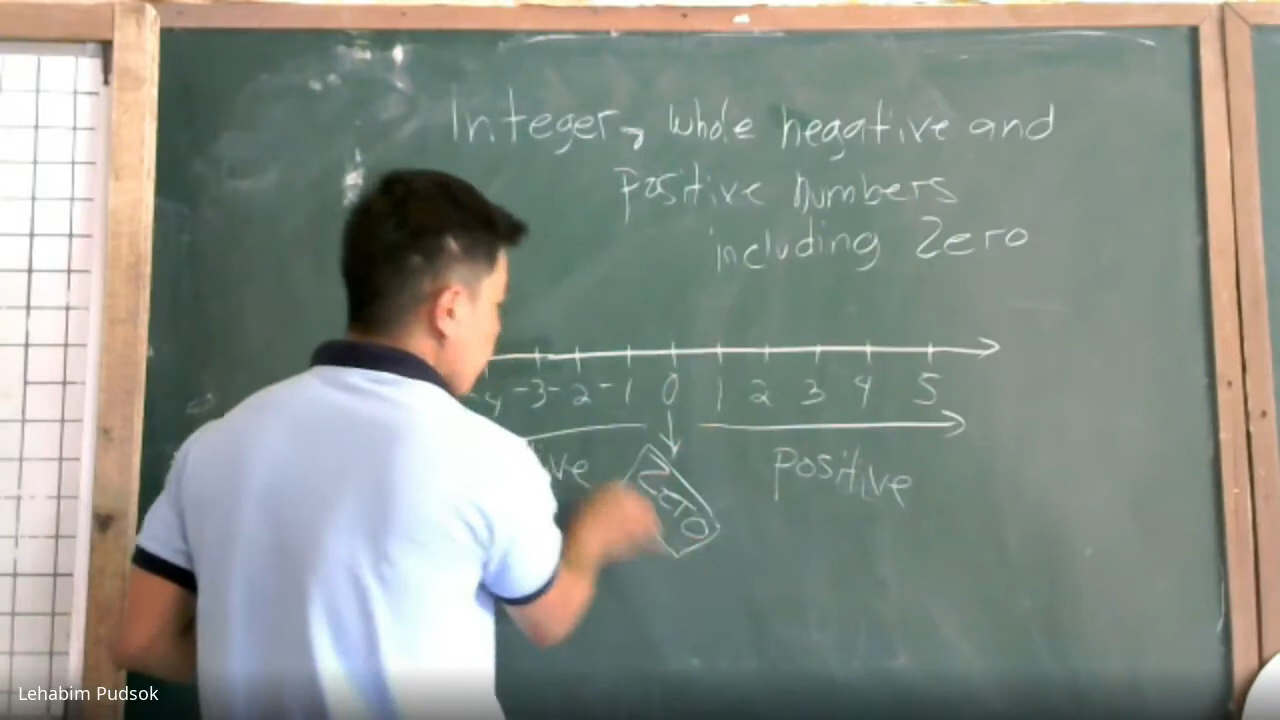 Integer, whole negative and
positive numbers
including Zero
-4 -3 -2 -1 0 1 2 3 4 5
ive
positive
Zero
Lehabim Pudsok